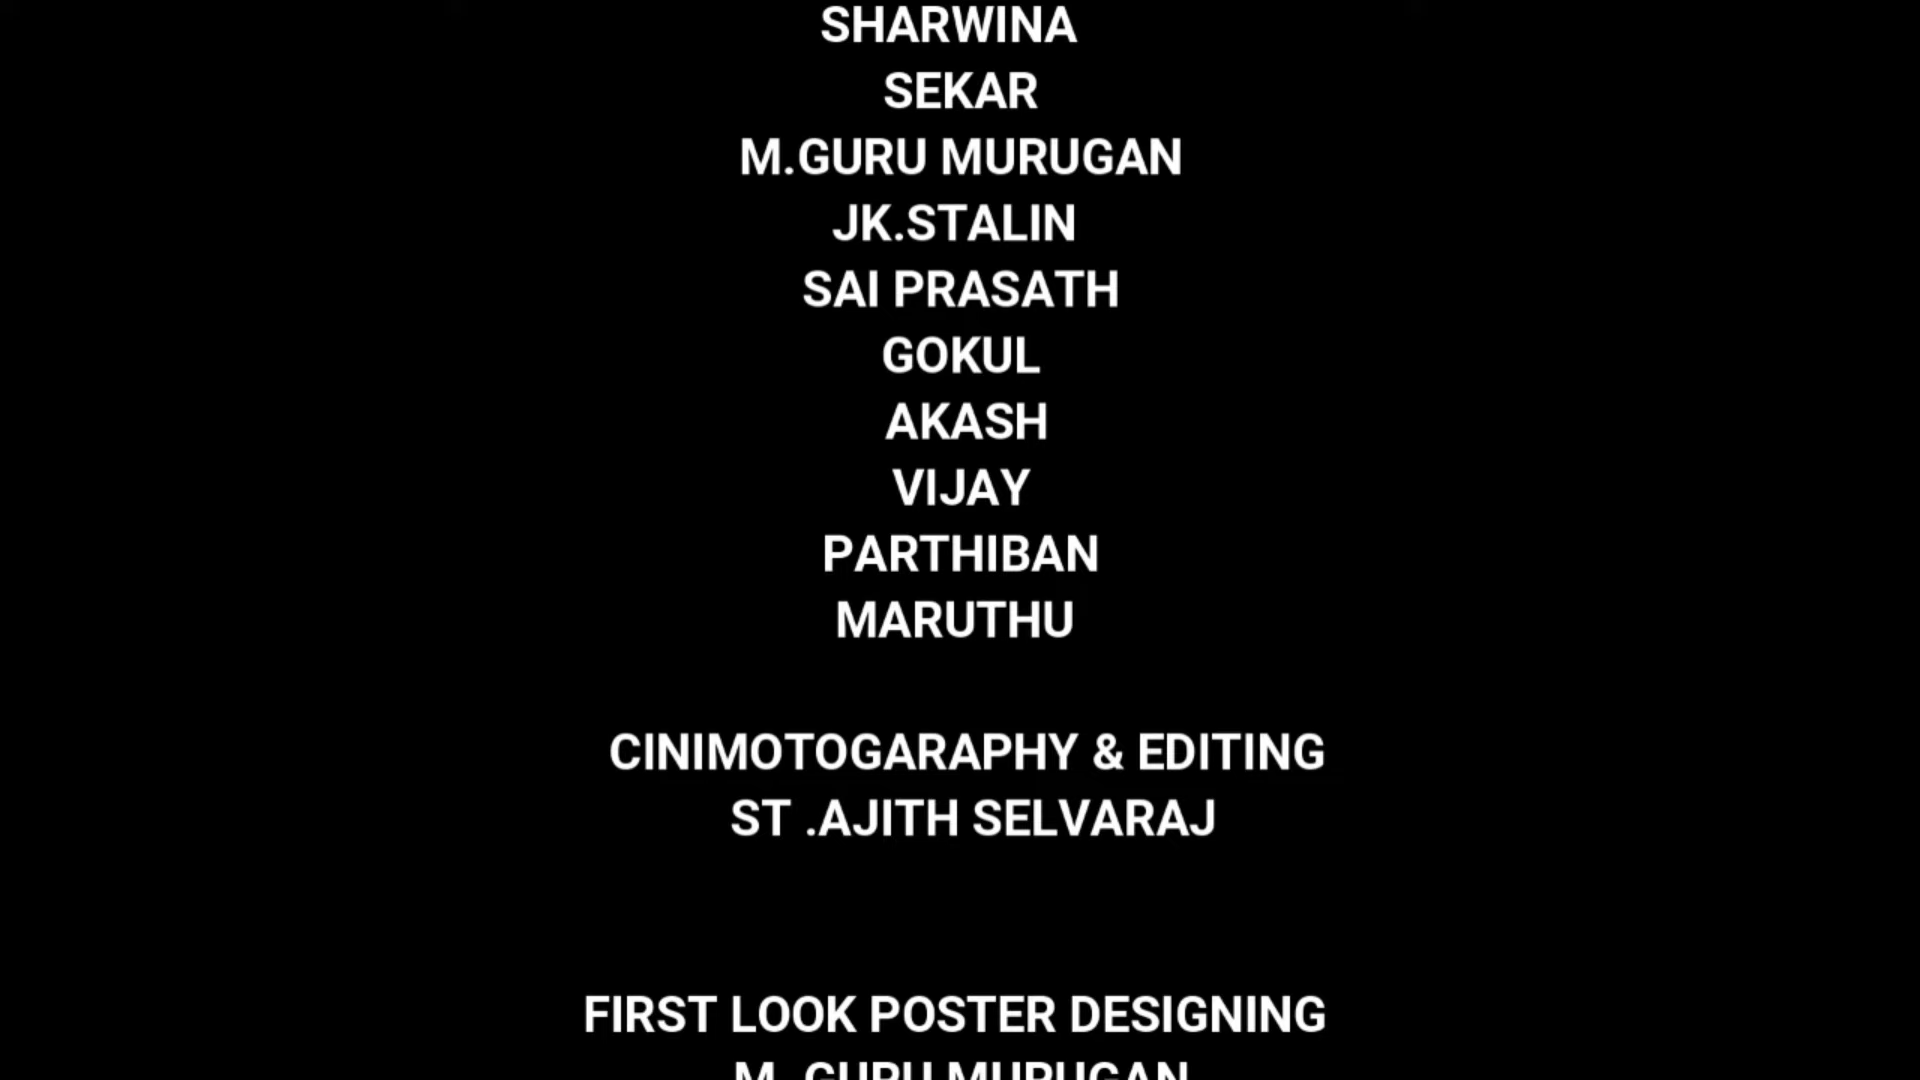 SHARWINA
SEKAR
M.GURU MURUGAN
JK.STALIN
SAI PRASATH
GOKUL
AKASH
VIJAY
PARTHIBAN
MARUTHU
CINIMOTOGARAPHY & EDITING
ST .AJITH SELVARAJ
FIRST LOOK POSTER DESIGNING
M. GURU MURUGAN